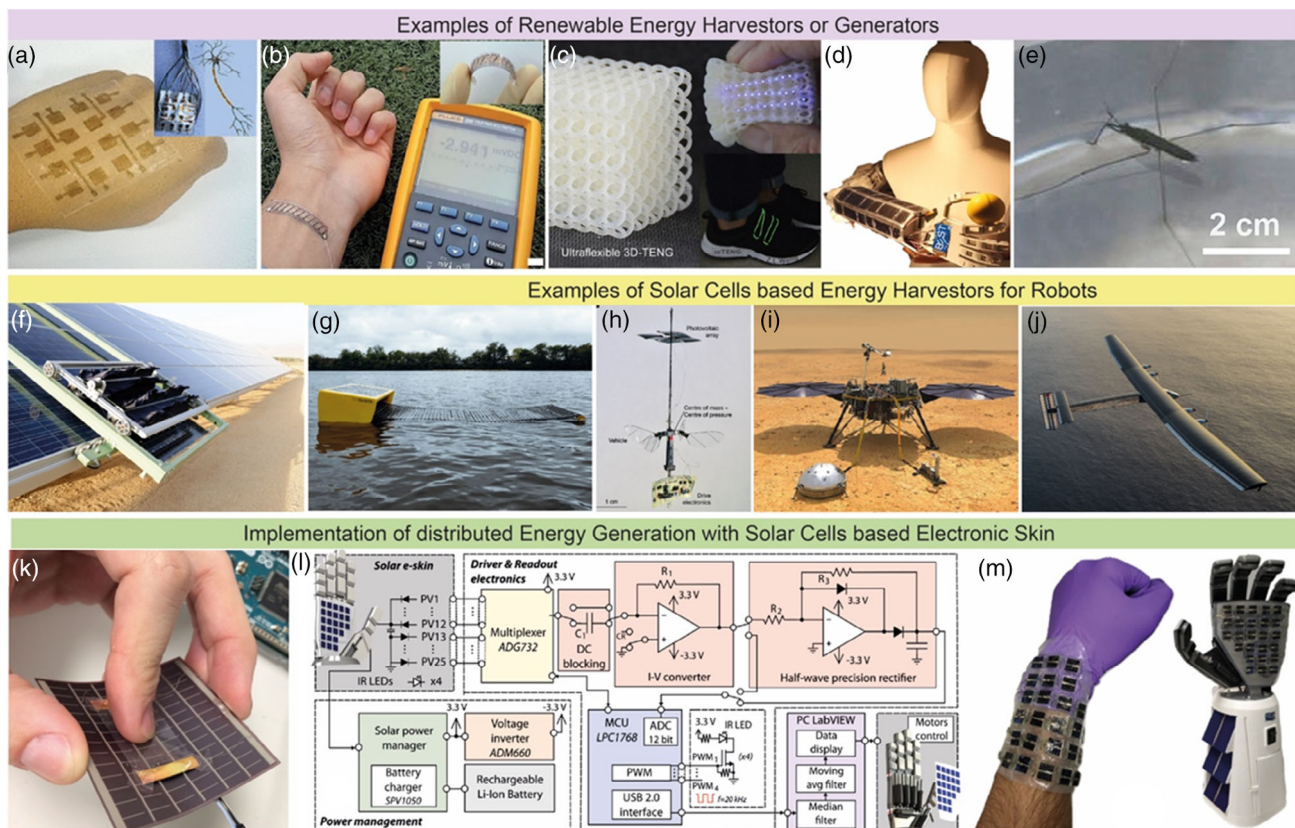 Examples of Renewable Energy Harvestors or Generators
(a)
(b)
FLUKE
-2.941 mVDC
HOLD
RANGE
(c)
Ultraflexible 3D-TENG
(d)
(e)
2 cm
Examples of Solar Cells based Energy Harvestors for Robots
(f)
(g)
(h)
Photovoltaic
array
Centre of mass ~
Centre of pressure
Vehicle
1 cm
Drive
electronics
(i)
(j)
Implementation of distributed Energy Generation with Solar Cells based Electronic Skin
(k)
(l)
Solar e-skin
PV1
PV12
PV13
PV25
IR LEDs
x4
Driver & Readout
electronics
3.3 V
Multiplexer
ADG732
C1
DC
blocking
R1
3.3 V
-3.3 V
I-V converter
R2
R3
3.3 V
-3.3 V
Half-wave precision rectifier
Solar power
manager
Battery
charger
SPV1050
3.3 V
-3.3 V
Voltage
inverter
ADM660
Rechargeable
Li-Ion Battery
Power management
MCU
LPC1768
ADC
12 bit
PWM
USB 2.0
interface
3.3 V
IR LED
PWM1
(x4)
PWM4
f=20 kHz
PC LabVIEW
Data
display
Moving
avg filter
Median
filter
Motors
control
(m)